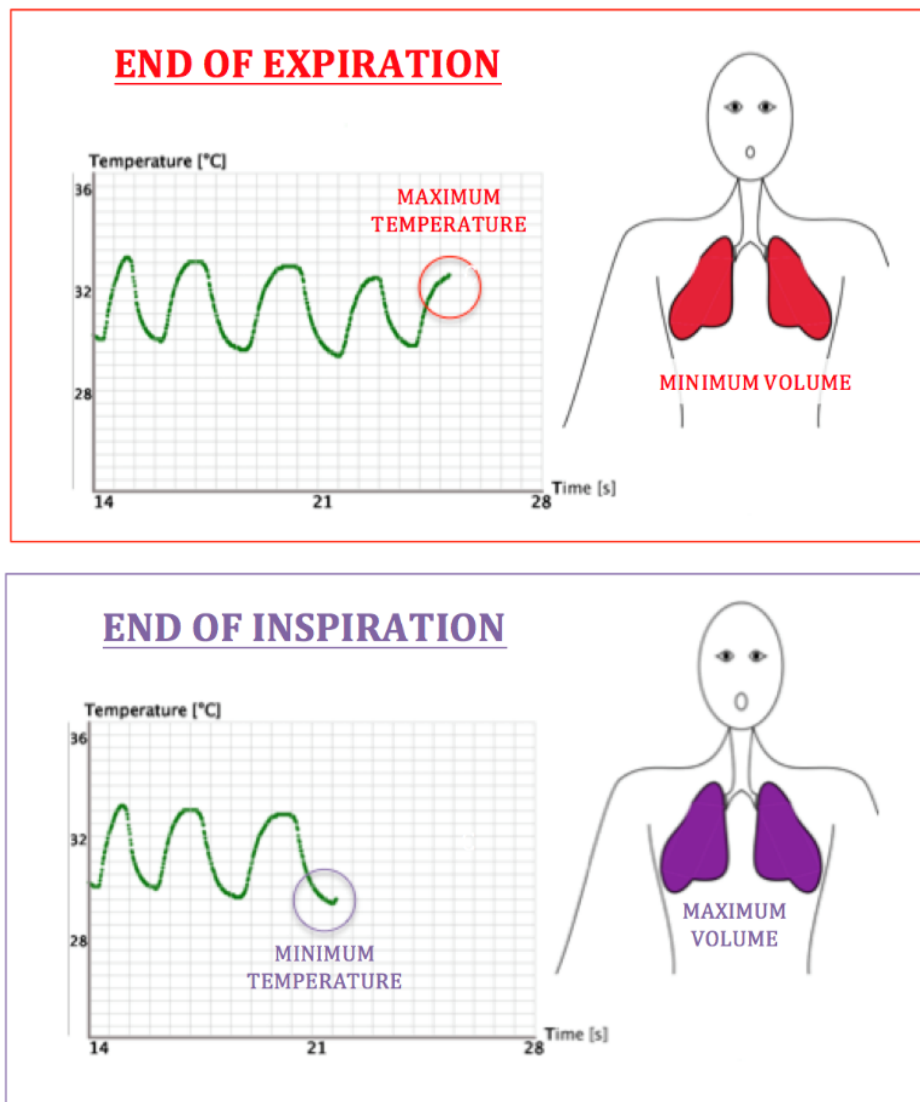 END OF EXPIRATION
Temperature [°C]
36
MAXIMUM
TEMPERATURE
32
28
MINIMUM VOLUME
Time [s]
14
21
28
END OF INSPIRATION
Temperature [°C]
36
32
28
MINIMUM
TEMPERATURE
MAXIMUM
VOLUME
Time [s]
14
21
28